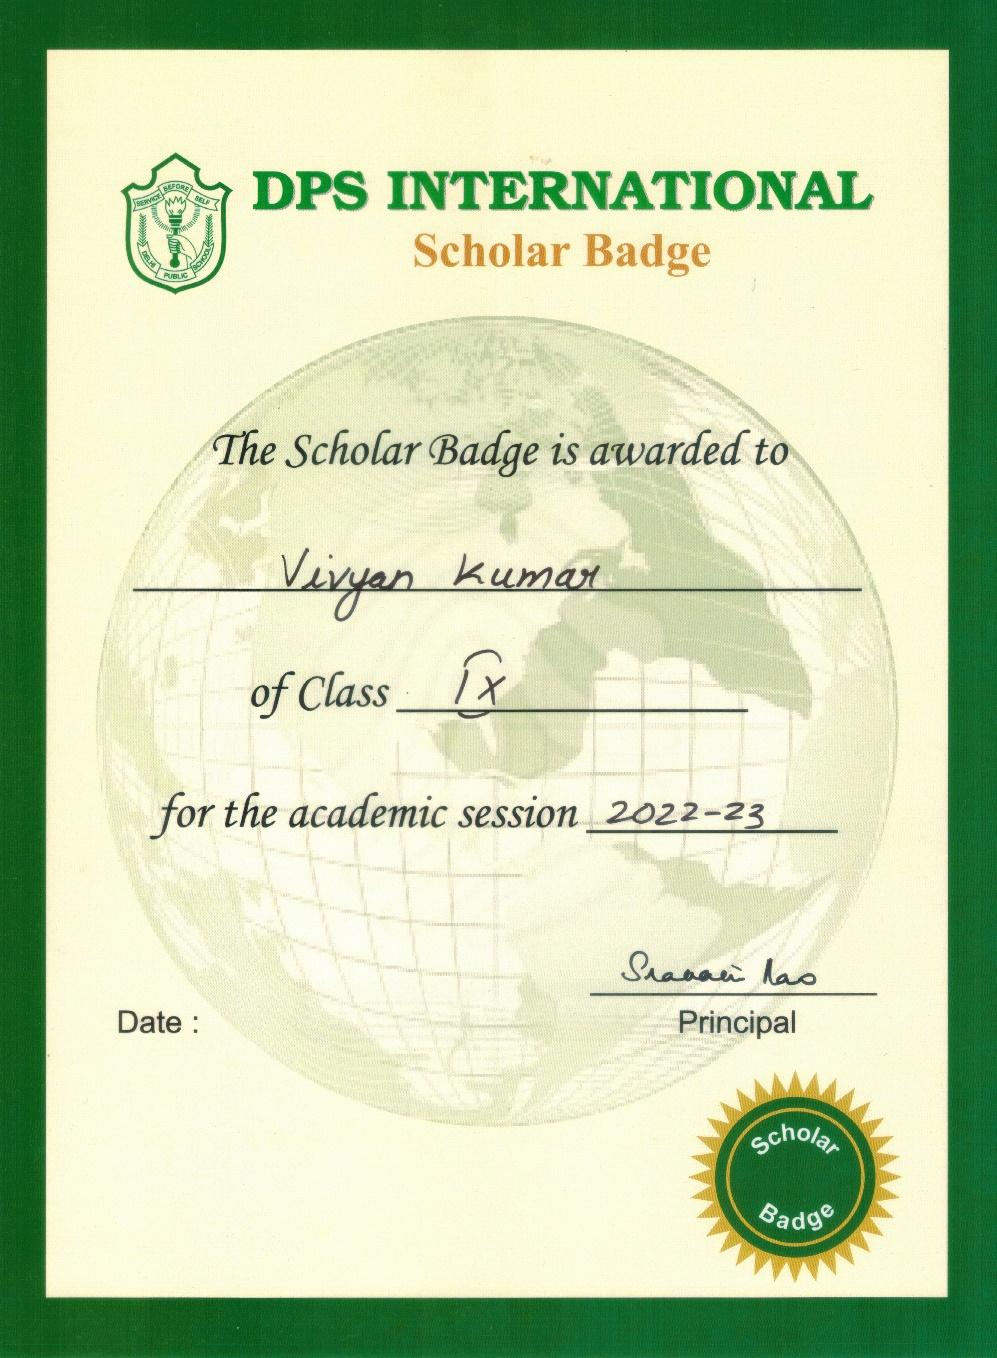 SERVICE BEFORE SELF
DELHI PUBLIC SCHOOL
DPS INTERNATIONAL
Scholar Badge
The Scholar Badge is awarded to
Vivyan Kumar
of Class IX
for the academic session 2022-23
Rao
Date :
Principal
Scholar
Badge